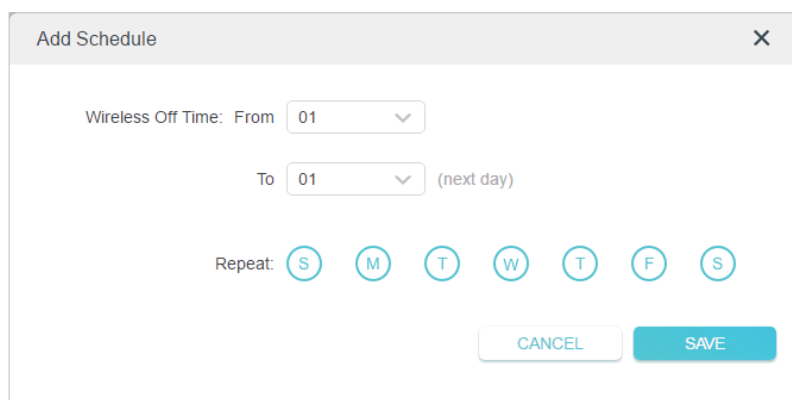 Add Schedule
Wireless Off Time: From 01
To 01 (next day)
Repeat: S M T W T F S
CANCEL SAVE